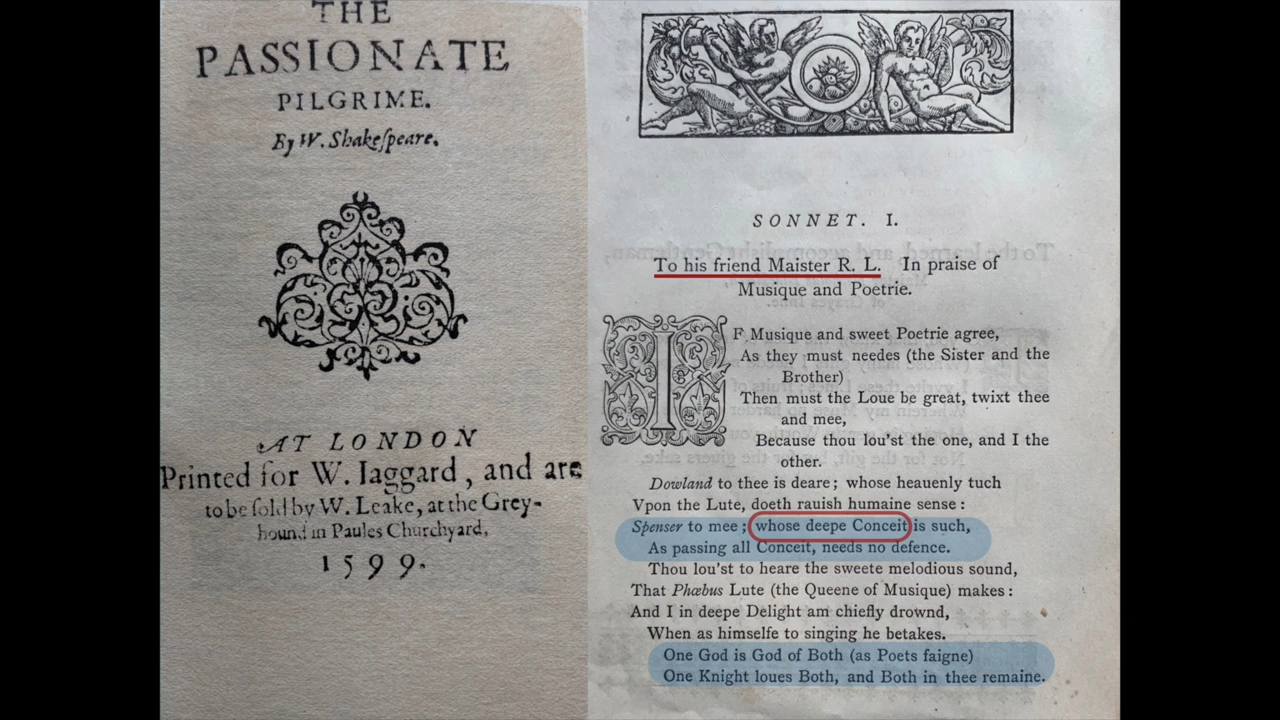 THE
PASSIONATE
PILGRIME.
By W. Shakeſpeare.
AT LONDON
Printed for W. Iaggard, and are
to be ſold by W. Leake, at the Grey-
hound in Paules Churchyard,
1599.
SONNET. I.
To his friend Maister R. L. In praise of
Musique and Poetrie.
IF Musique and sweet Poetrie agree,
As they must needes (the Sister and the
Brother)
Then must the Loue be great, twixt thee
and mee,
Because thou lou'st the one, and I the
other.
Dowland to thee is deare; whose heauenly tuch
Vpon the Lute, doeth rauish humaine sense:
Spenser to mee; whose deepe Conceit is such,
As passing all Conceit, needs no defence.
Thou lou'st to heare the sweete melodious sound,
That Phœbus Lute (the Queene of Musique) makes:
And I in deepe Delight am chiefly drownd,
When as himselfe to singing he betakes.
One God is God of Both (as Poets faigne)
One Knight loues Both, and Both in thee remaine.